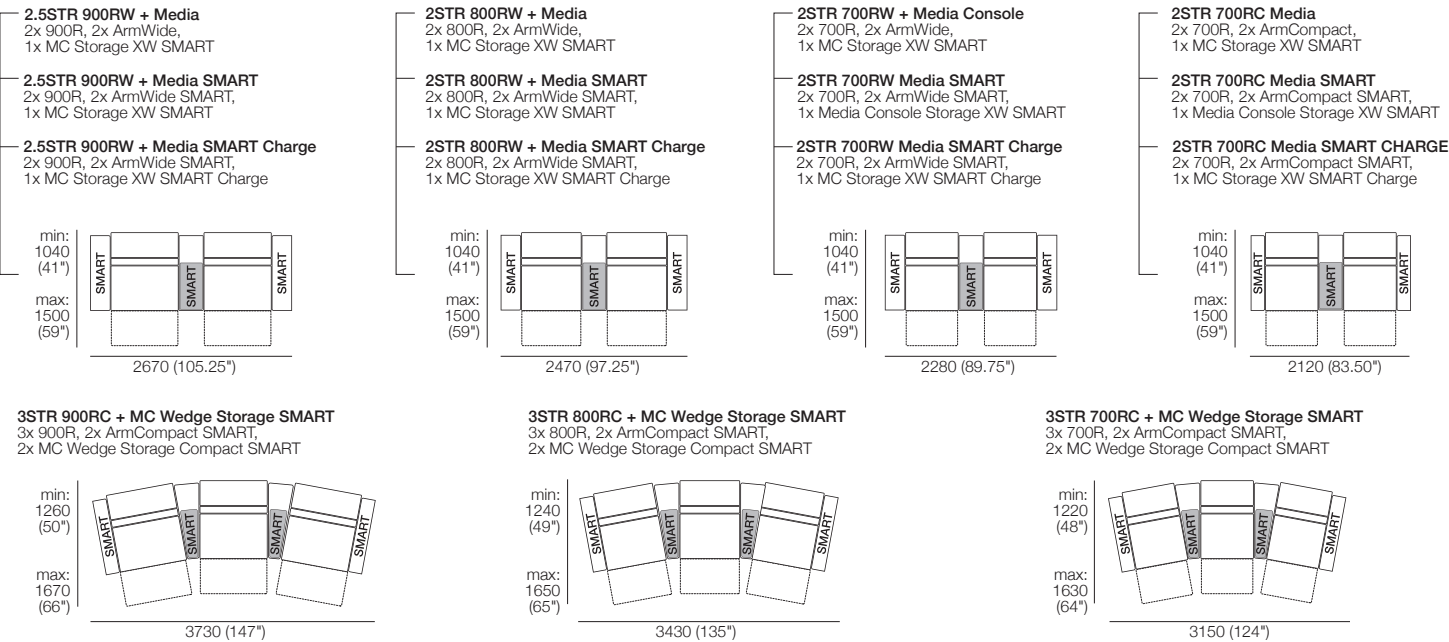 2.5STR 900RW + Media
2x 900R, 2x ArmWide,
1x MC Storage XW SMART
2.5STR 900RW + Media SMART
2x 900R, 2x ArmWide SMART,
1x MC Storage XW SMART
2.5STR 900RW + Media SMART Charge
2x 900R, 2x ArmWide SMART,
1x MC Storage XW SMART Charge
min:
1040
(41")
max:
1500
(59")
SMART
SMART
SMART
2670 (105.25")
2STR 800RW + Media
2x 800R, 2x ArmWide,
1x MC Storage XW SMART
2STR 800RW + Media SMART
2x 800R, 2x ArmWide SMART,
1x MC Storage XW SMART
2STR 800RW + Media SMART Charge
2x 800R, 2x ArmWide SMART,
1x MC Storage XW SMART Charge
min:
1040
(41")
max:
1500
(59")
SMART
SMART
SMART
2470 (97.25")
2STR 700RW + Media Console
2x 700R, 2x ArmWide,
1x MC Storage XW SMART
2STR 700RW Media SMART
2x 700R, 2x ArmWide SMART,
1x Media Console Storage XW SMART
2STR 700RW Media SMART Charge
2x 700R, 2x ArmWide SMART,
1x MC Storage XW SMART Charge
min:
1040
(41")
max:
1500
(59")
SMART
SMART
SMART
2280 (89.75")
2STR 700RC Media
2x 700R, 2x ArmCompact,
1x MC Storage XW SMART
2STR 700RC Media SMART
2x 700R, 2x ArmCompact SMART,
1x Media Console Storage XW SMART
2STR 700RC Media SMART CHARGE
2x 700R, 2x ArmCompact SMART,
1x MC Storage XW SMART Charge
min:
1040
(41")
max:
1500
(59")
SMART
SMART
SMART
2120 (83.50")
3STR 900RC + MC Wedge Storage SMART
3x 900R, 2x ArmCompact SMART,
2x MC Wedge Storage Compact SMART
min:
1260
(50")
max:
1670
(66")
SMART
SMART
SMART
SMART
3730 (147")
3STR 800RC + MC Wedge Storage SMART
3x 800R, 2x ArmCompact SMART,
2x MC Wedge Storage Compact SMART
min:
1240
(49")
max:
1650
(65")
SMART
SMART
SMART
SMART
3430 (135")
3STR 700RC + MC Wedge Storage SMART
3x 700R, 2x ArmCompact SMART,
2x MC Wedge Storage Compact SMART
min:
1220
(48")
max:
1630
(64")
SMART
SMART
SMART
SMART
3150 (124")